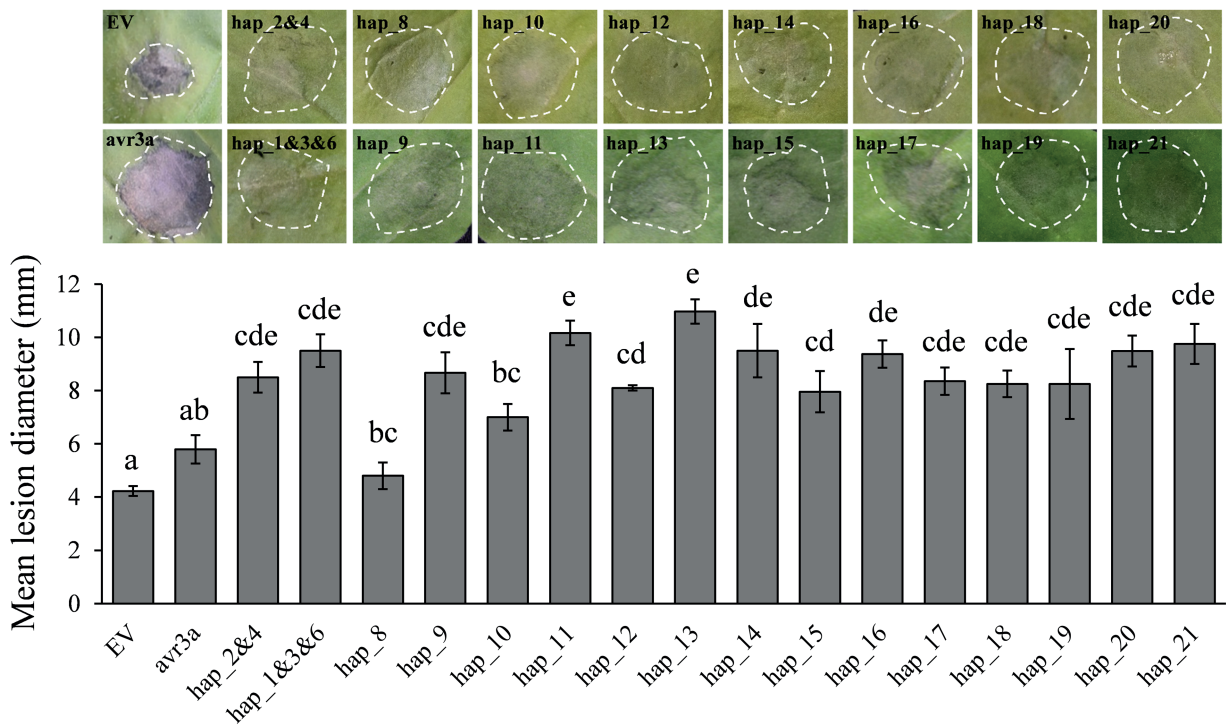 EV hap_2&4 hap_8 hap_10 hap_12 hap_14 hap_16 hap_18 hap_20
avr3a hap_1&3&6 hap_9 hap_11 hap_13 hap_15 hap_17 hap_19 hap_21
Mean lesion diameter (mm)
12
10
8
6
4
2
0
a ab cde cde bc cde bc e cd e de cd de cde cde cde cde cde
EV avr3a hap_2&4 hap_1&3&6 hap_8 hap_9 hap_10 hap_11 hap_12 hap_13 hap_14 hap_15 hap_16 hap_17 hap_18 hap_19 hap_20 hap_21